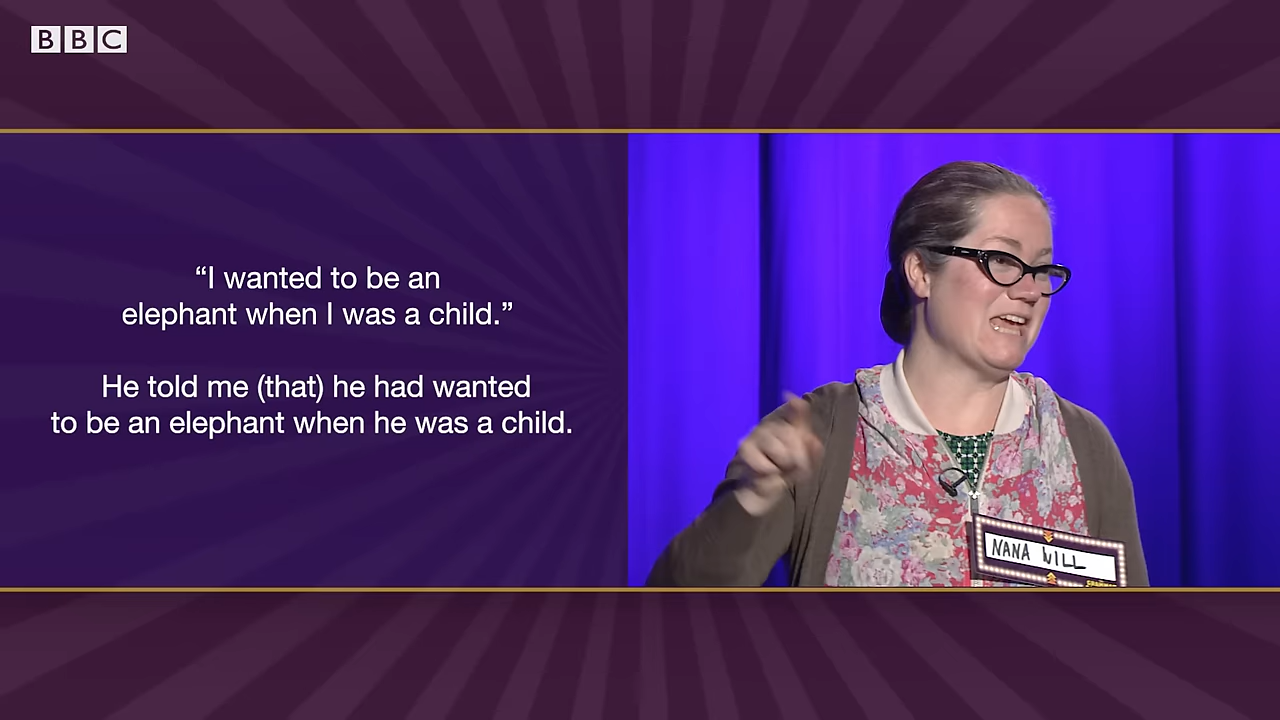 BBC
“I wanted to be an
elephant when I was a child.”
He told me (that) he had wanted
to be an elephant when he was a child.
NANA WILL